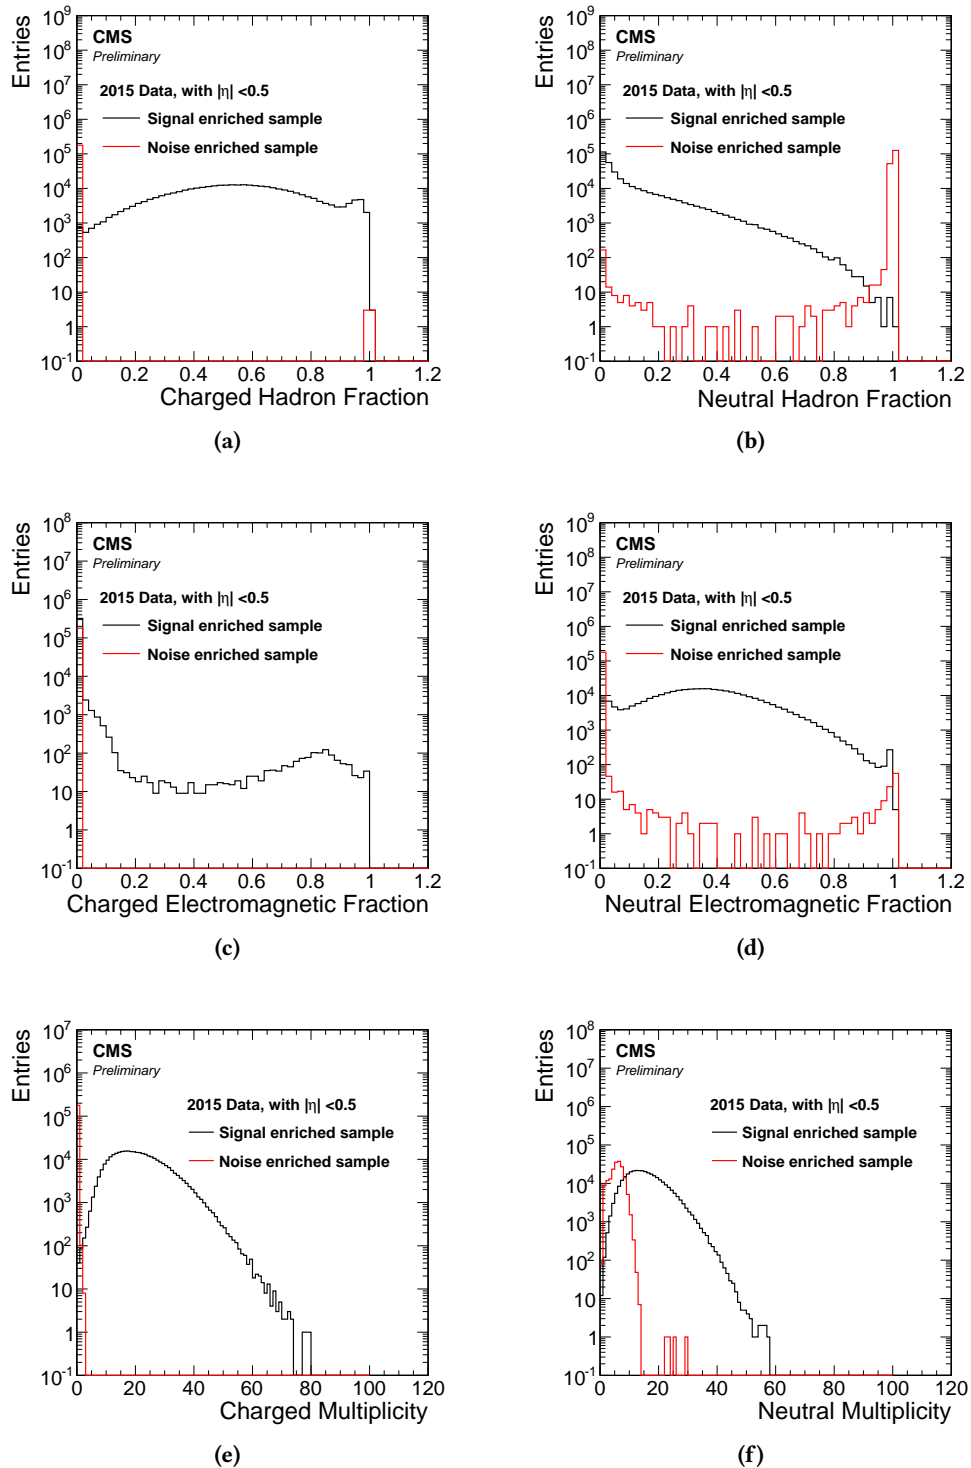 Entries
10^9
10^8
10^7
10^6
10^5
10^4
10^3
10^2
10
1
10^-1
CMS
Preliminary
2015 Data, with |η| <0.5
Signal enriched sample
Noise enriched sample
0 0.2 0.4 0.6 0.8 1 1.2
Charged Hadron Fraction
(a)
Entries
10^9
10^8
10^7
10^6
10^5
10^4
10^3
10^2
10
1
10^-1
CMS
Preliminary
2015 Data, with |η| <0.5
Signal enriched sample
Noise enriched sample
0 0.2 0.4 0.6 0.8 1 1.2
Neutral Hadron Fraction
(b)
Entries
10^8
10^7
10^6
10^5
10^4
10^3
10^2
10
1
10^-1
CMS
Preliminary
2015 Data, with |η| <0.5
Signal enriched sample
Noise enriched sample
0 0.2 0.4 0.6 0.8 1 1.2
Charged Electromagnetic Fraction
(c)
Entries
10^9
10^8
10^7
10^6
10^5
10^4
10^3
10^2
10
1
10^-1
CMS
Preliminary
2015 Data, with |η| <0.5
Signal enriched sample
Noise enriched sample
0 0.2 0.4 0.6 0.8 1 1.2
Neutral Electromagnetic Fraction
(d)
Entries
10^7
10^6
10^5
10^4
10^3
10^2
10
1
10^-1
CMS
Preliminary
2015 Data, with |η| <0.5
Signal enriched sample
Noise enriched sample
0 20 40 60 80 100 120
Charged Multiplicity
(e)
Entries
10^8
10^7
10^6
10^5
10^4
10^3
10^2
10
1
10^-1
CMS
Preliminary
2015 Data, with |η| <0.5
Signal enriched sample
Noise enriched sample
0 20 40 60 80 100 120
Neutral Multiplicity
(f)